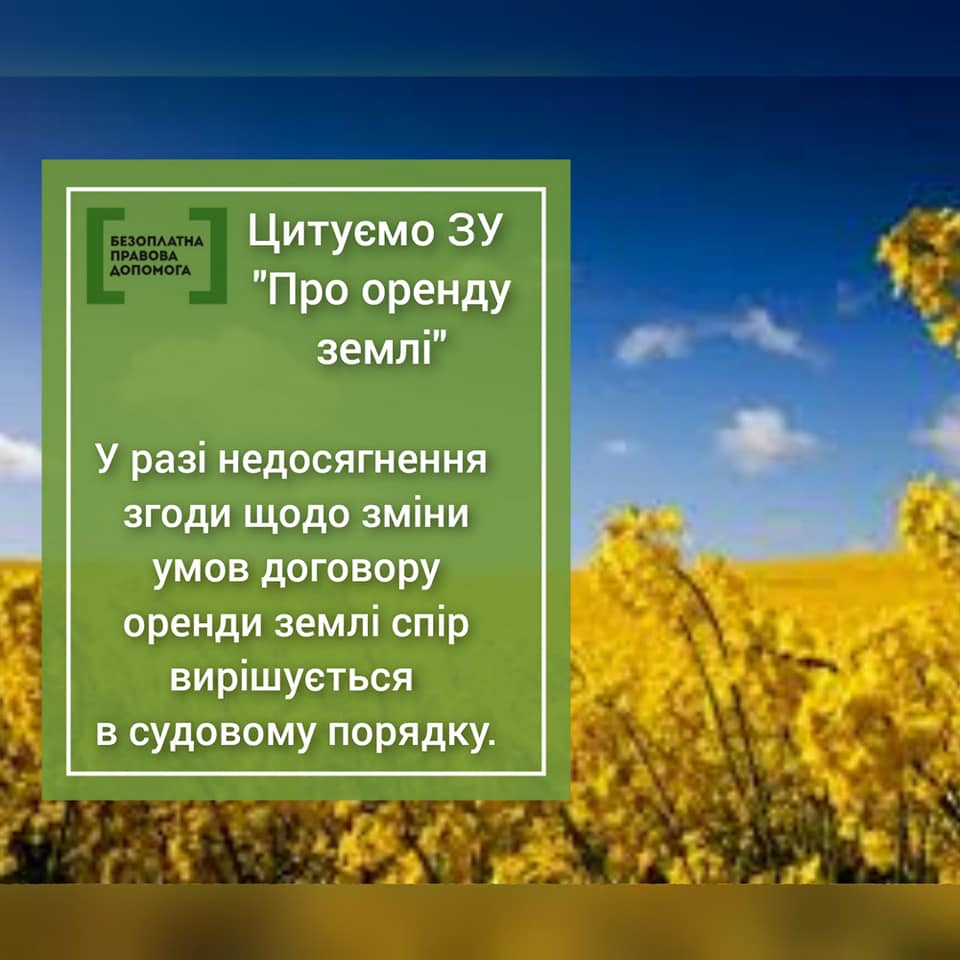 БЕЗОПЛАТНА
ПРАВОВА
ДОПОМОГА
Цитуємо ЗУ
"Про оренду
землі"
У разі недосягнення
згоди щодо зміни
умов договору
оренди землі спір
вирішується
в судовому порядку.